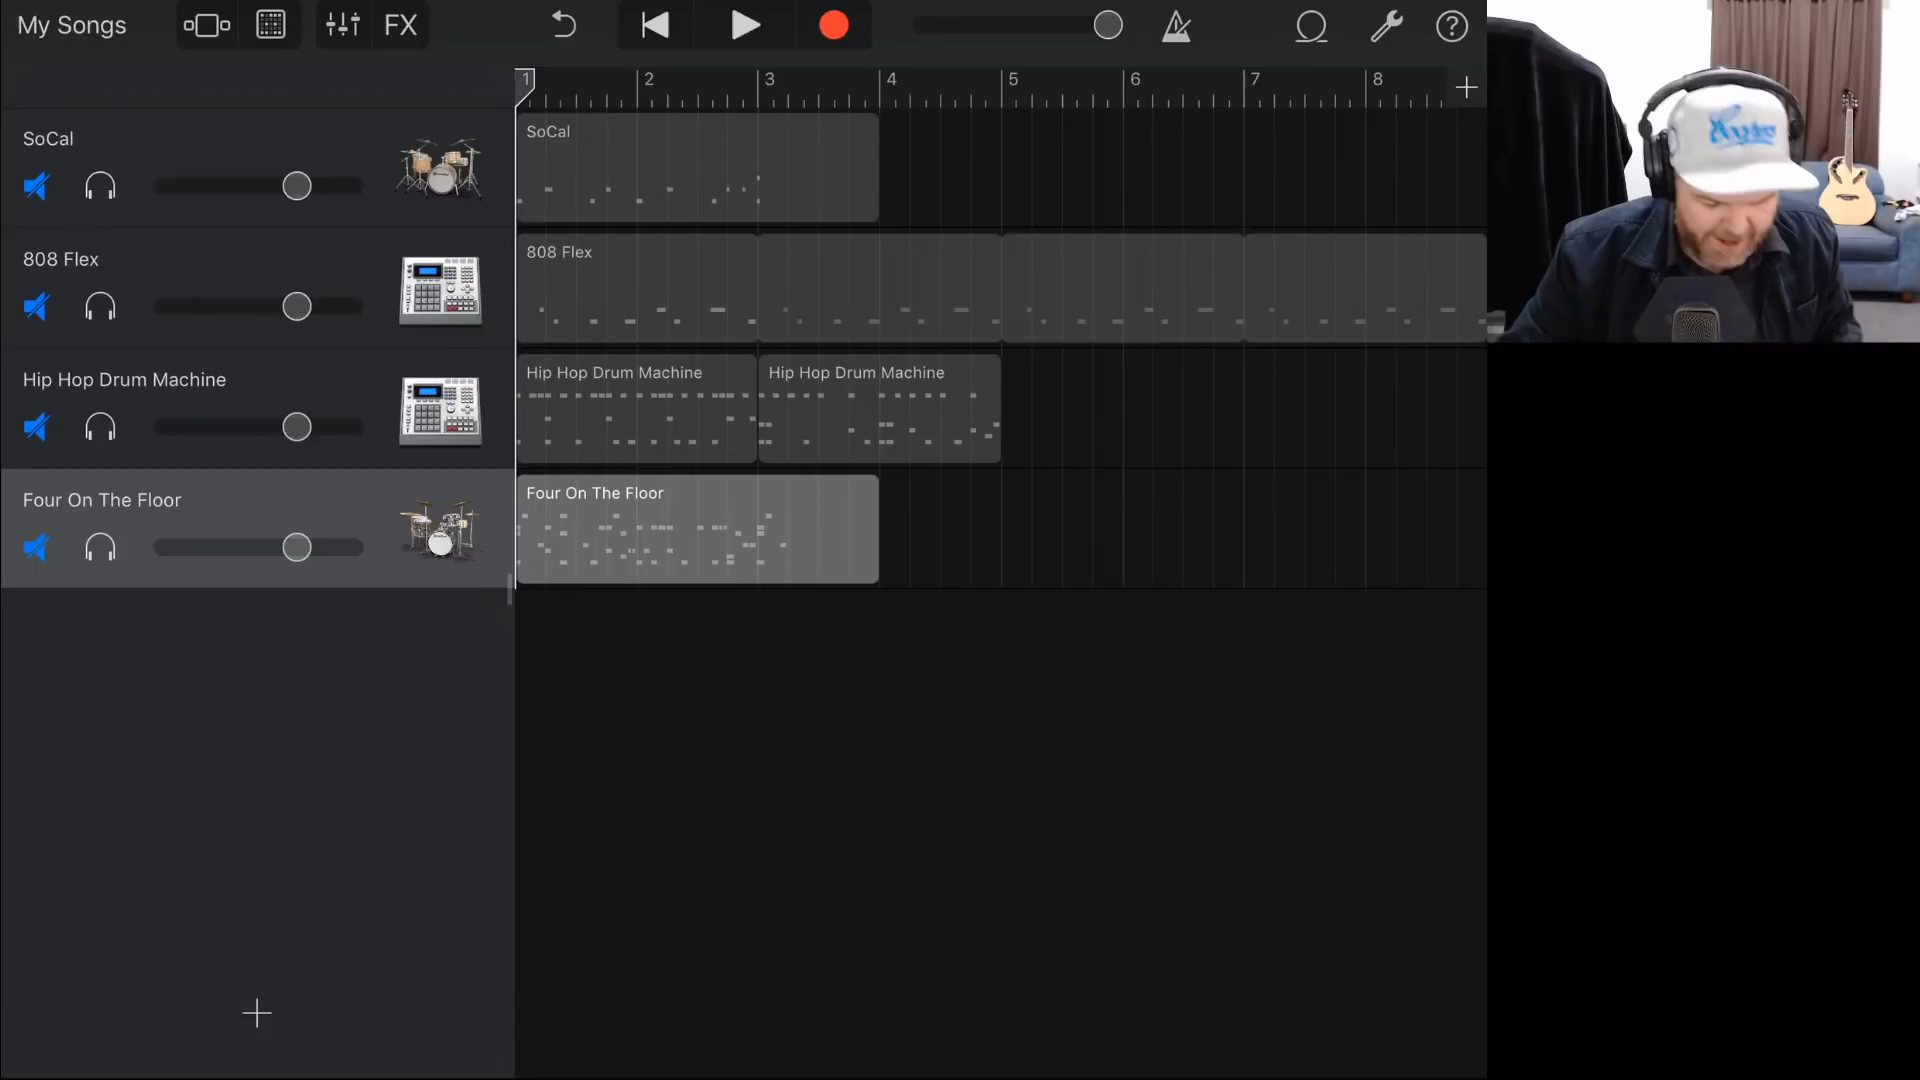 My Songs
FX
1 2 3 4 5 6 7 8
SoCal
SoCal
808 Flex
808 Flex
Hip Hop Drum Machine
Hip Hop Drum Machine
Hip Hop Drum Machine
Four On The Floor
Four On The Floor